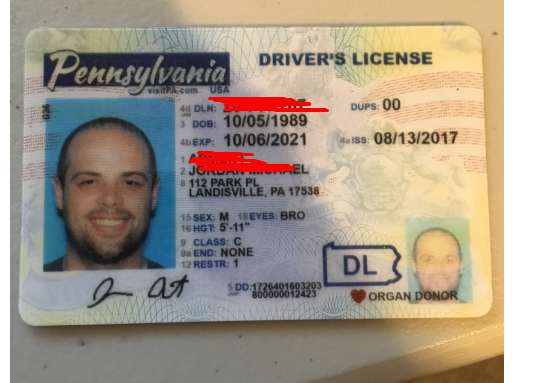 Pennsylvania
visitPA.com USA
DRIVER'S LICENSE
4d DLN:
DUPS: 00
3 DOB: 10/05/1989
4b EXP: 10/06/2021
4a ISS: 08/13/2017
1
2 JORDAN MICHAEL
8 112 PARK PL
LANDISVILLE, PA 17538
15 SEX: M 18 EYES: BRO
16 HGT: 5'-11"
9 CLASS: C
9a END: NONE
12 RESTR: 1
DL
5 DD: 1726401603203
800000012423
ORGAN DONOR